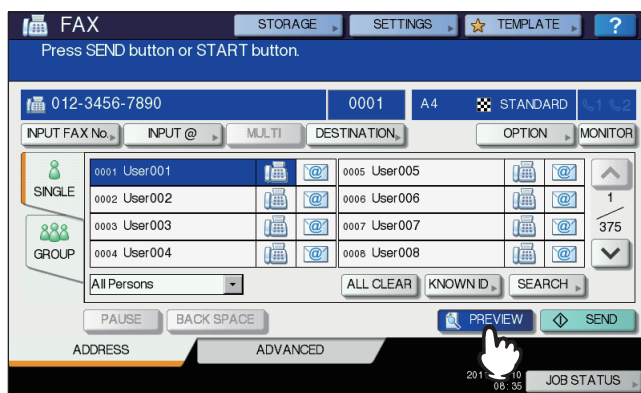 FAX STORAGE SETTINGS TEMPLATE ?
Press SEND button or START button.
012-3456-7890 0001 A4 STANDARD 1 2
INPUT FAX No. INPUT @ MULTI DESTINATION OPTION MONITOR
SINGLE
GROUP
0001 User001 @ 0005 User005 @
0002 User002 @ 0006 User006 @
0003 User003 @ 0007 User007 @
0004 User004 @ 0008 User008 @
1
375
All Persons ALL CLEAR KNOWN ID SEARCH
PAUSE BACK SPACE PREVIEW SEND
ADDRESS ADVANCED
10
08:35 JOB STATUS